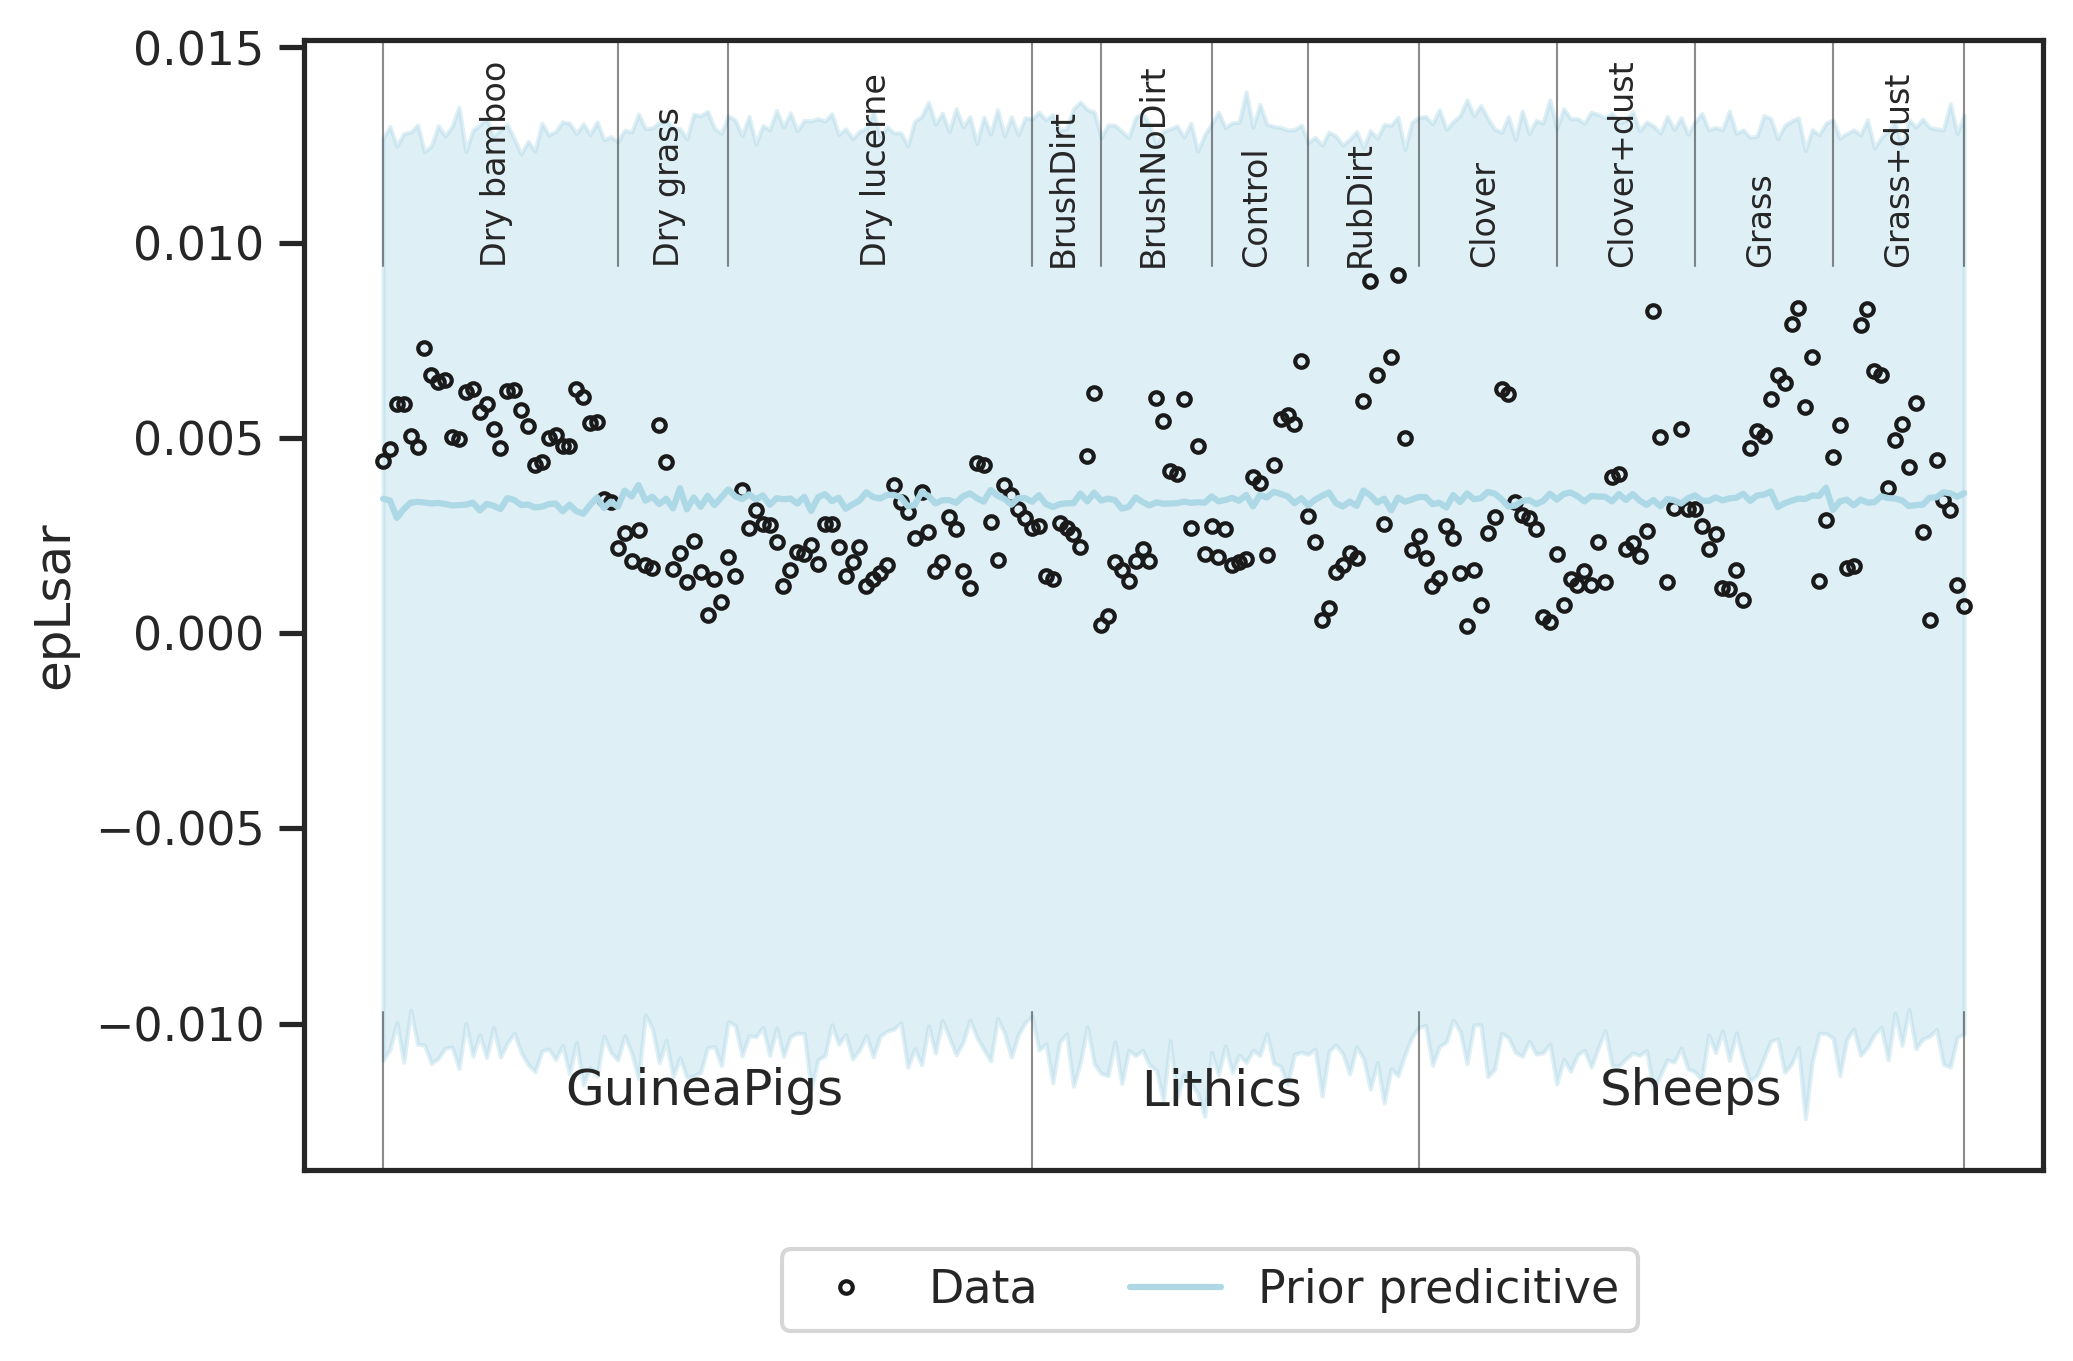 0.015
0.010
0.005
0.000
−0.005
−0.010
epLsar
Dry bamboo
Dry grass
Dry lucerne
BrushDirt
BrushNoDirt
Control
RubDirt
Clover
Clover+dust
Grass
Grass+dust
GuineaPigs
Lithics
Sheeps
Data
Prior predicitive